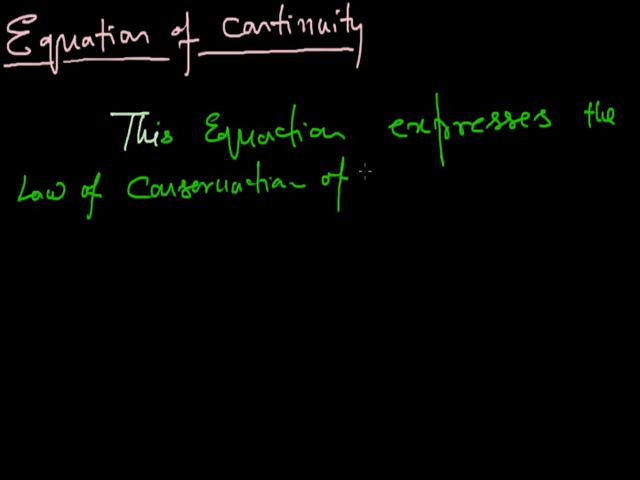 Equation of continuity
This Equation expresses the
Law of Conservation of